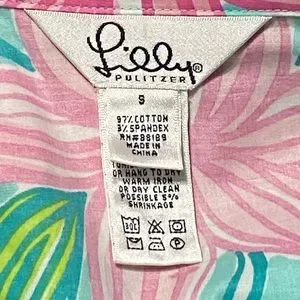 Lilly®
PULITZER
S
97% COTTON
3% SPANDEX
RN#88189
MADE IN
CHINA
OR HANG TO DRY
WARM IRON
OR DRY CLEAN
POSSIBLE 5%
SHRINKAGE